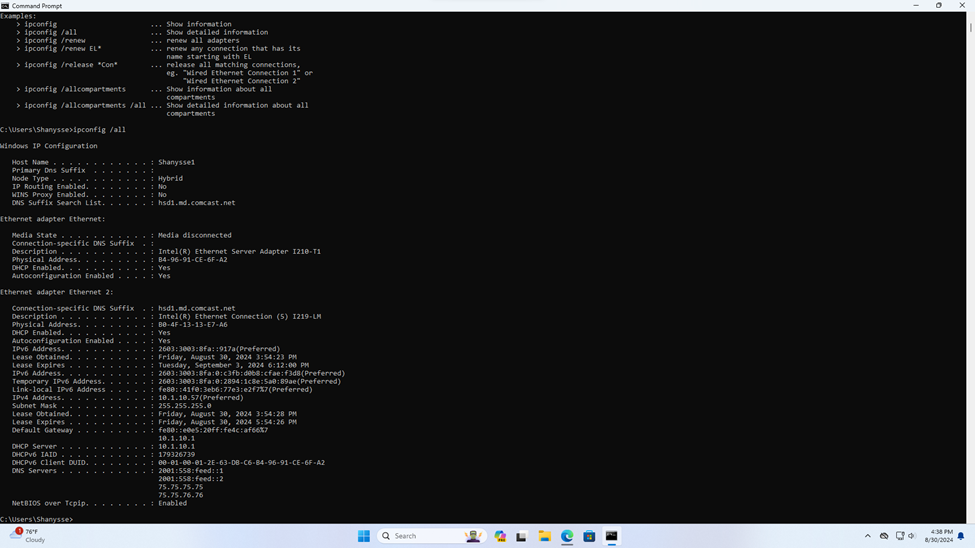 Command Prompt
Examples:
> ipconfig ... Show information
> ipconfig /all ... Show detailed information
> ipconfig /renew ... renew all adapters
> ipconfig /renew EL* ... renew any connection that has its
name starting with EL
> ipconfig /release *Con* ... release all matching connections,
eg. "Wired Ethernet Connection 1" or
"Wired Ethernet Connection 2"
> ipconfig /allcompartments ... Show information about all
compartments
> ipconfig /allcompartments /all ... Show detailed information about all
compartments
C:\Users\Shanysse>ipconfig /all
Windows IP Configuration
Host Name . . . . . . . . . . . . : Shanysse1
Primary Dns Suffix . . . . . . . :
Node Type . . . . . . . . . . . . : Hybrid
IP Routing Enabled. . . . . . . . : No
WINS Proxy Enabled. . . . . . . . : No
DNS Suffix Search List. . . . . . : hsd1.md.comcast.net
Ethernet adapter Ethernet:
Media State . . . . . . . . . . . : Media disconnected
Connection-specific DNS Suffix . :
Description . . . . . . . . . . . : Intel(R) Ethernet Server Adapter I210-T1
Physical Address. . . . . . . . . : B4-96-91-CE-6F-A2
DHCP Enabled. . . . . . . . . . . : Yes
Autoconfiguration Enabled . . . . : Yes
Ethernet adapter Ethernet 2:
Connection-specific DNS Suffix . : hsd1.md.comcast.net
Description . . . . . . . . . . . : Intel(R) Ethernet Connection (5) I219-LM
Physical Address. . . . . . . . . : B0-4F-13-13-E7-A6
DHCP Enabled. . . . . . . . . . . : Yes
Autoconfiguration Enabled . . . . : Yes
IPv6 Address. . . . . . . . . . . : 2603:3003:8fa::917a(Preferred)
Lease Obtained. . . . . . . . . . : Friday, August 30, 2024 3:54:23 PM
Lease Expires . . . . . . . . . . : Tuesday, September 3, 2024 6:12:00 PM
IPv6 Address. . . . . . . . . . . : 2603:3003:8fa:0:c3fb:d0b8:cfae:f3d8(Preferred)
Temporary IPv6 Address. . . . . . : 2603:3003:8fa:0:2894:1c8e:5a0:89ae(Preferred)
Link-local IPv6 Address . . . . . : fe80::41f0:3eb6:77e3:e2f7%7(Preferred)
IPv4 Address. . . . . . . . . . . : 10.1.10.57(Preferred)
Subnet Mask . . . . . . . . . . . : 255.255.255.0
Lease Obtained. . . . . . . . . . : Friday, August 30, 2024 3:54:28 PM
Lease Expires . . . . . . . . . . : Friday, August 30, 2024 5:54:26 PM
Default Gateway . . . . . . . . . : fe80::e0e5:20ff:fe4c:af66%7
10.1.10.1
DHCP Server . . . . . . . . . . . : 10.1.10.1
DHCPv6 IAID . . . . . . . . . . . : 179326739
DHCPv6 Client DUID. . . . . . . . : 00-01-00-01-2E-63-DB-C6-B4-96-91-CE-6F-A2
DNS Servers . . . . . . . . . . . : 2001:558:feed::1
2001:558:feed::2
75.75.75.75
75.75.76.76
NetBIOS over Tcpip. . . . . . . . : Enabled
C:\Users\Shanysse>
1
76°F
Cloudy
Search
4:38 PM
8/30/2024